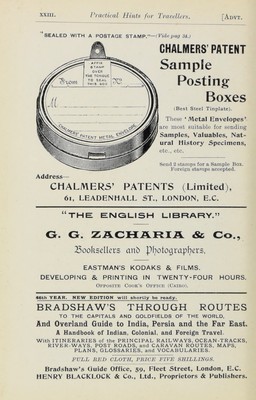 XXIII. Practical Hints for Travellers. [ADVT.
"SEALED WITH A POSTAGE STAMP."—(Vide page 34.)
CHALMERS' PATENT
Sample
Posting
Boxes
(Best Steel Tinplate).
These 'Metal Envelopes'
are most suitable for sending
Samples, Valuables, Nat-
ural History Specimens,
etc., etc.
Send 3 stamps for a Sample Box.
Foreign stamps accepted.
AFFIX
STAMP
OVER
THE TONGUE
TO SEAL
THIS BOX
From
To
M
CHALMERS' PATENT METAL ENVELOPE
Address—
CHALMERS' PATENTS (Limited),
61, LEADENHALL ST., LONDON, E.C.
"THE ENGLISH LIBRARY."
G. G. ZACHARIA & Co.,
Booksellers and Photographers,
EASTMAN'S KODAKS & FILMS.
DEVELOPING & PRINTING IN TWENTY-FOUR HOURS.
OPPOSITE COOK'S OFFICE (CAIRO).
40th YEAR. NEW EDITION will shortly be ready.
BRADSHAW'S THROUGH ROUTES
TO THE CAPITALS AND GOLDFIELDS OF THE WORLD,
And Overland Guide to India, Persia and the Far East.
A Handbook of Indian, Colonial, and Foreign Travel.
With ITINERARIES of the PRINCIPAL RAILWAYS, OCEAN-TRACKS,
RIVER-WAYS, POST ROADS, and CARAVAN ROUTES, MAPS,
PLANS, GLOSSARIES, and VOCABULARIES.
FULL RED CLOTH, PRICE FIVE SHILLINGS.
Bradshaw's Guide Office, 59, Fleet Street, London, E.C.
HENRY BLACKLOCK & Co., Ltd., Proprietors & Publishers.